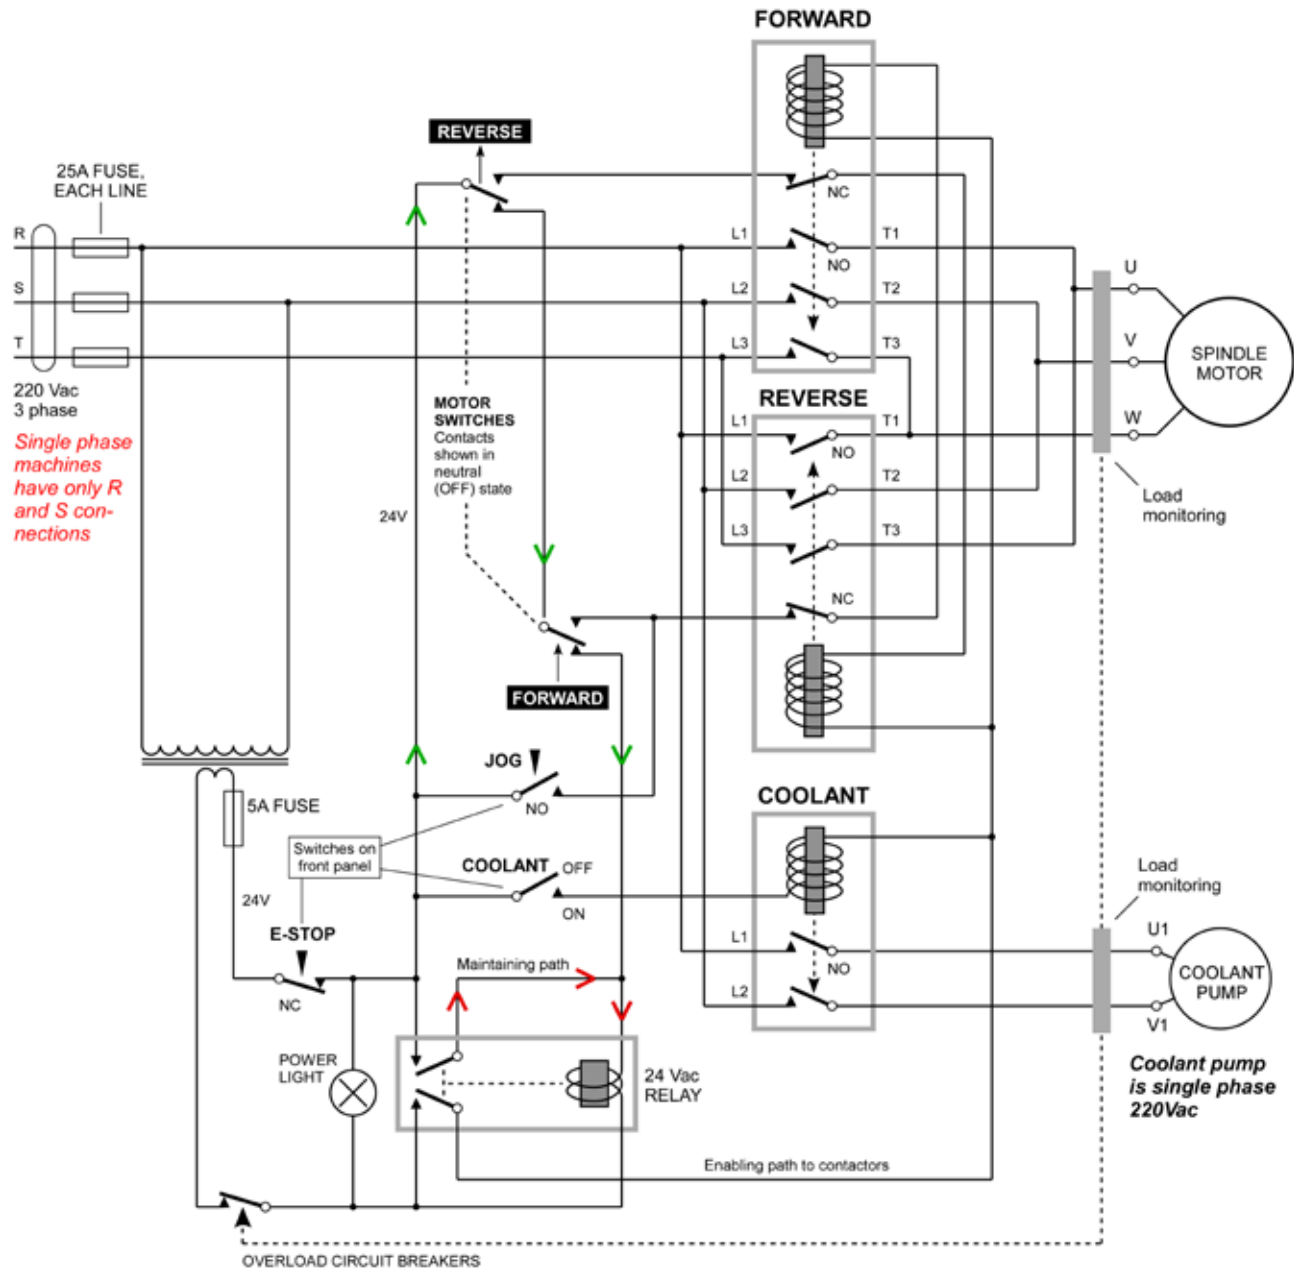 FORWARD
REVERSE
25A FUSE,
EACH LINE
R
S
T
220 Vac
3 phase
Single phase
machines
have only R
and S con-
nections
NC
L1
T1
NO
L2
T2
L3
T3
U
V
W
SPINDLE
MOTOR
Load
monitoring
MOTOR
SWITCHES
Contacts
shown in
neutral
(OFF) state
24V
REVERSE
L1
T1
NO
L2
T2
L3
T3
NC
FORWARD
JOG
NO
5A FUSE
Switches on
front panel
COOLANT
OFF
ON
24V
E-STOP
NC
COOLANT
L1
NO
L2
Load
monitoring
U1
COOLANT
PUMP
V1
Coolant pump
is single phase
220Vac
Maintaining path
POWER
LIGHT
24 Vac
RELAY
Enabling path to contactors
OVERLOAD CIRCUIT BREAKERS